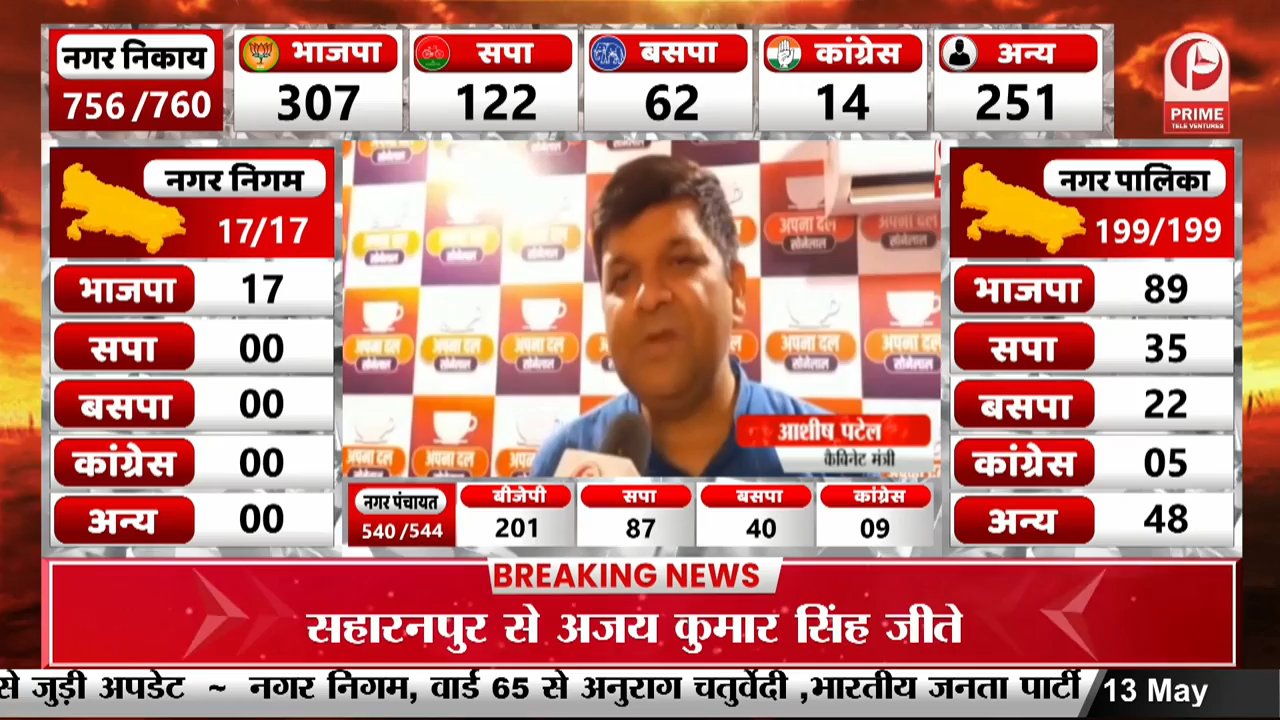 नगर निकाय
756 /760
भाजपा
307
सपा
122
बसपा
62
कांग्रेस
14
अन्य
251
PRIME
TELE VENTURES
नगर निगम
17/17
भाजपा 17
सपा 00
बसपा 00
कांग्रेस 00
अन्य 00
अपना दल
सोनेलाल
आशीष पटेल
कैबिनेट मंत्री
नगर पालिका
199/199
भाजपा 89
सपा 35
बसपा 22
कांग्रेस 05
अन्य 48
नगर पंचायत
540 /544
बीजेपी
201
सपा
87
बसपा
40
कांग्रेस
09
BREAKING NEWS
सहारनपुर से अजय कुमार सिंह जीते
से जुड़ी अपडेट ~ नगर निगम, वार्ड 65 से अनुराग चतुर्वेदी ,भारतीय जनता पार्टी
13 May